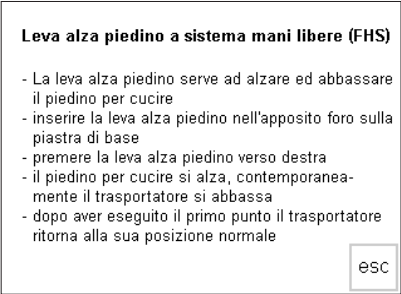 Leva alza piedino a sistema mani libere (FHS)
- La leva alza piedino serve ad alzare ed abbassare
il piedino per cucire
- inserire la leva alza piedino nell'apposito foro sulla
piastra di base
- premere la leva alza piedino verso destra
- il piedino per cucire si alza, contemporanea-
mente il trasportatore si abbassa
- dopo aver eseguito il primo punto il trasportatore
ritorna alla sua posizione normale
esc